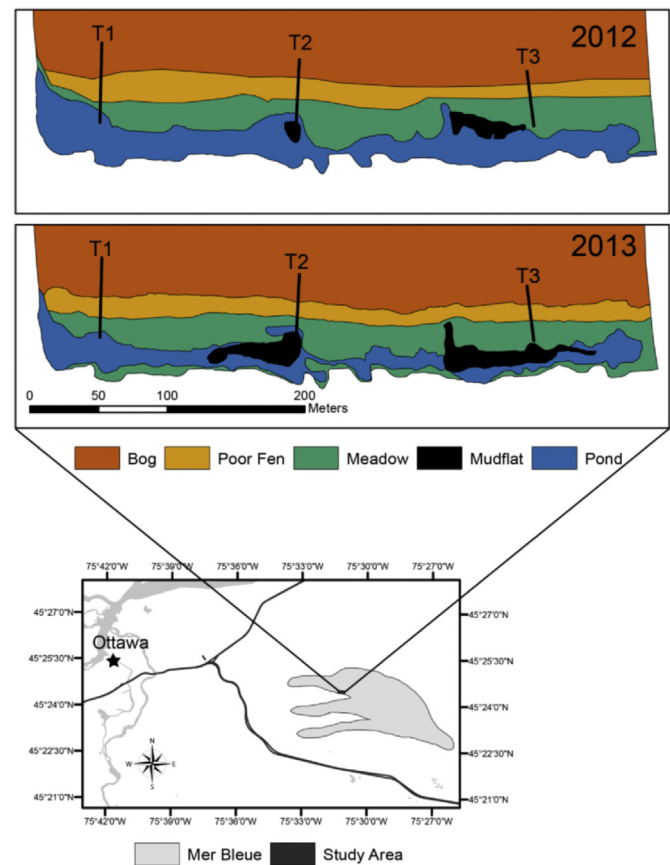 2012
T1
T2
T3
2013
T1
T2
T3
0 50 100 200
Meters
Bog Poor Fen Meadow Mudflat Pond
75°42'0"W 75°39'0"W 75°36'0"W 75°33'0"W 75°30'0"W 75°27'0"W
45°27'0"N 45°27'0"N
Ottawa
45°25'30"N 45°25'30"N
45°24'0"N 45°24'0"N
45°22'30"N 45°22'30"N
N
W E
S
45°21'0"N 45°21'0"N
75°42'0"W 75°39'0"W 75°36'0"W 75°33'0"W 75°30'0"W 75°27'0"W
Mer Bleue Study Area